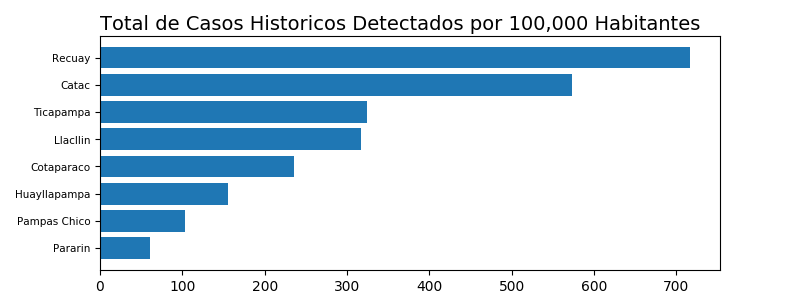 Total de Casos Historicos Detectados por 100,000 Habitantes
Recuay
Catac
Ticapampa
Llacllin
Cotaparaco
Huayllapampa
Pampas Chico
Pararin
0 100 200 300 400 500 600 700